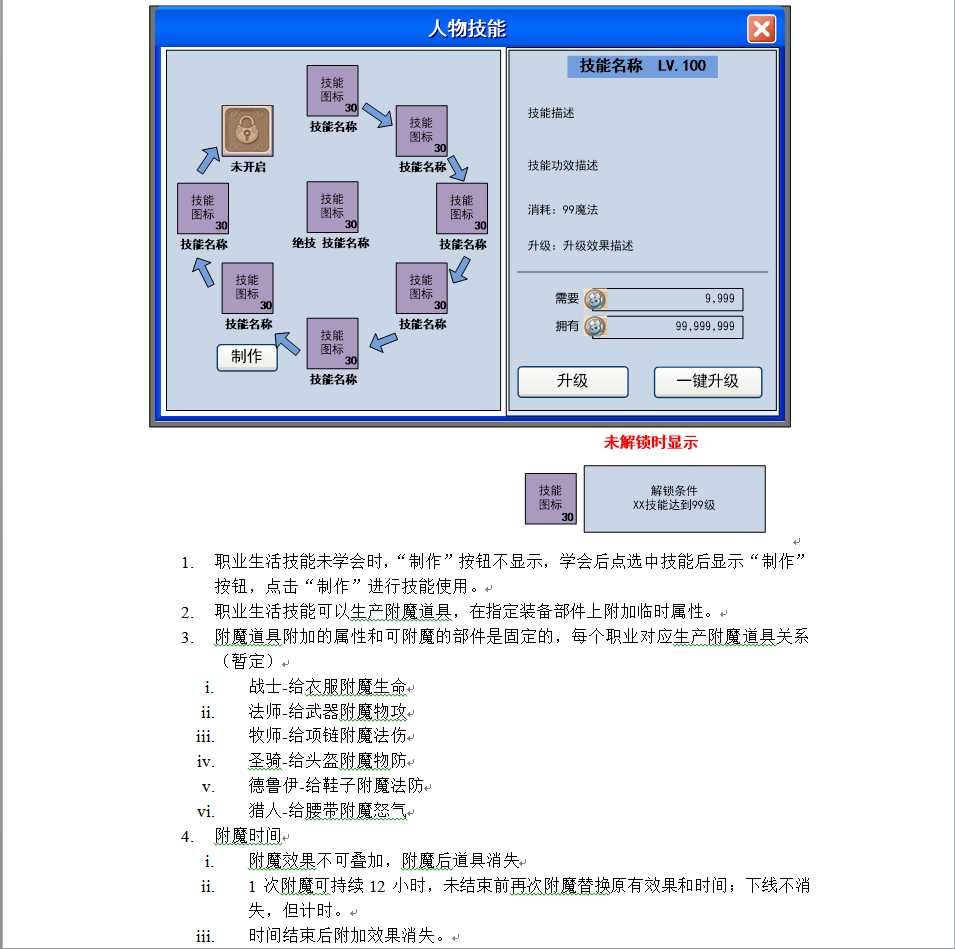 人物技能
技能
图标
30
技能名称
技能
图标
30
技能名称
未开启
技能
图标
30
技能名称
技能
图标
30
绝技 技能名称
技能
图标
30
技能名称
技能
图标
30
技能名称
技能
图标
30
技能名称
技能
图标
30
技能名称
制作
技能名称 LV.100
技能描述
技能功效描述
消耗：99魔法
升级：升级效果描述
需要 9,999
拥有 99,999,999
升级
一键升级
未解锁时显示
技能
图标
30
解锁条件
XX技能达到99级
1. 职业生活技能未学会时，“制作”按钮不显示，学会后点选中技能后显示“制作”
按钮，点击“制作”进行技能使用。
2. 职业生活技能可以生产附魔道具，在指定装备部件上附加临时属性。
3. 附魔道具附加的属性和可附魔的部件是固定的，每个职业对应生产附魔道具关系
（暂定）
i. 战士-给衣服附魔生命
ii. 法师-给武器附魔物攻
iii. 牧师-给项链附魔法伤
iv. 圣骑-给头盔附魔物防
v. 德鲁伊-给鞋子附魔法防
vi. 猎人-给腰带附魔怒气
4. 附魔时间
i. 附魔效果不可叠加，附魔后道具消失
ii. 1 次附魔可持续 12 小时，未结束前再次附魔替换原有效果和时间；下线不消
失，但计时。
iii. 时间结束后附加效果消失。